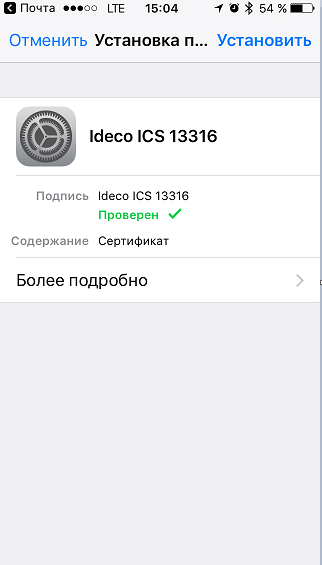 Почта LTE 15:04 54 %
Отменить Установка п... Установить
Ideco ICS 13316
Подпись Ideco ICS 13316
Проверен
Содержание Сертификат
Более подробно